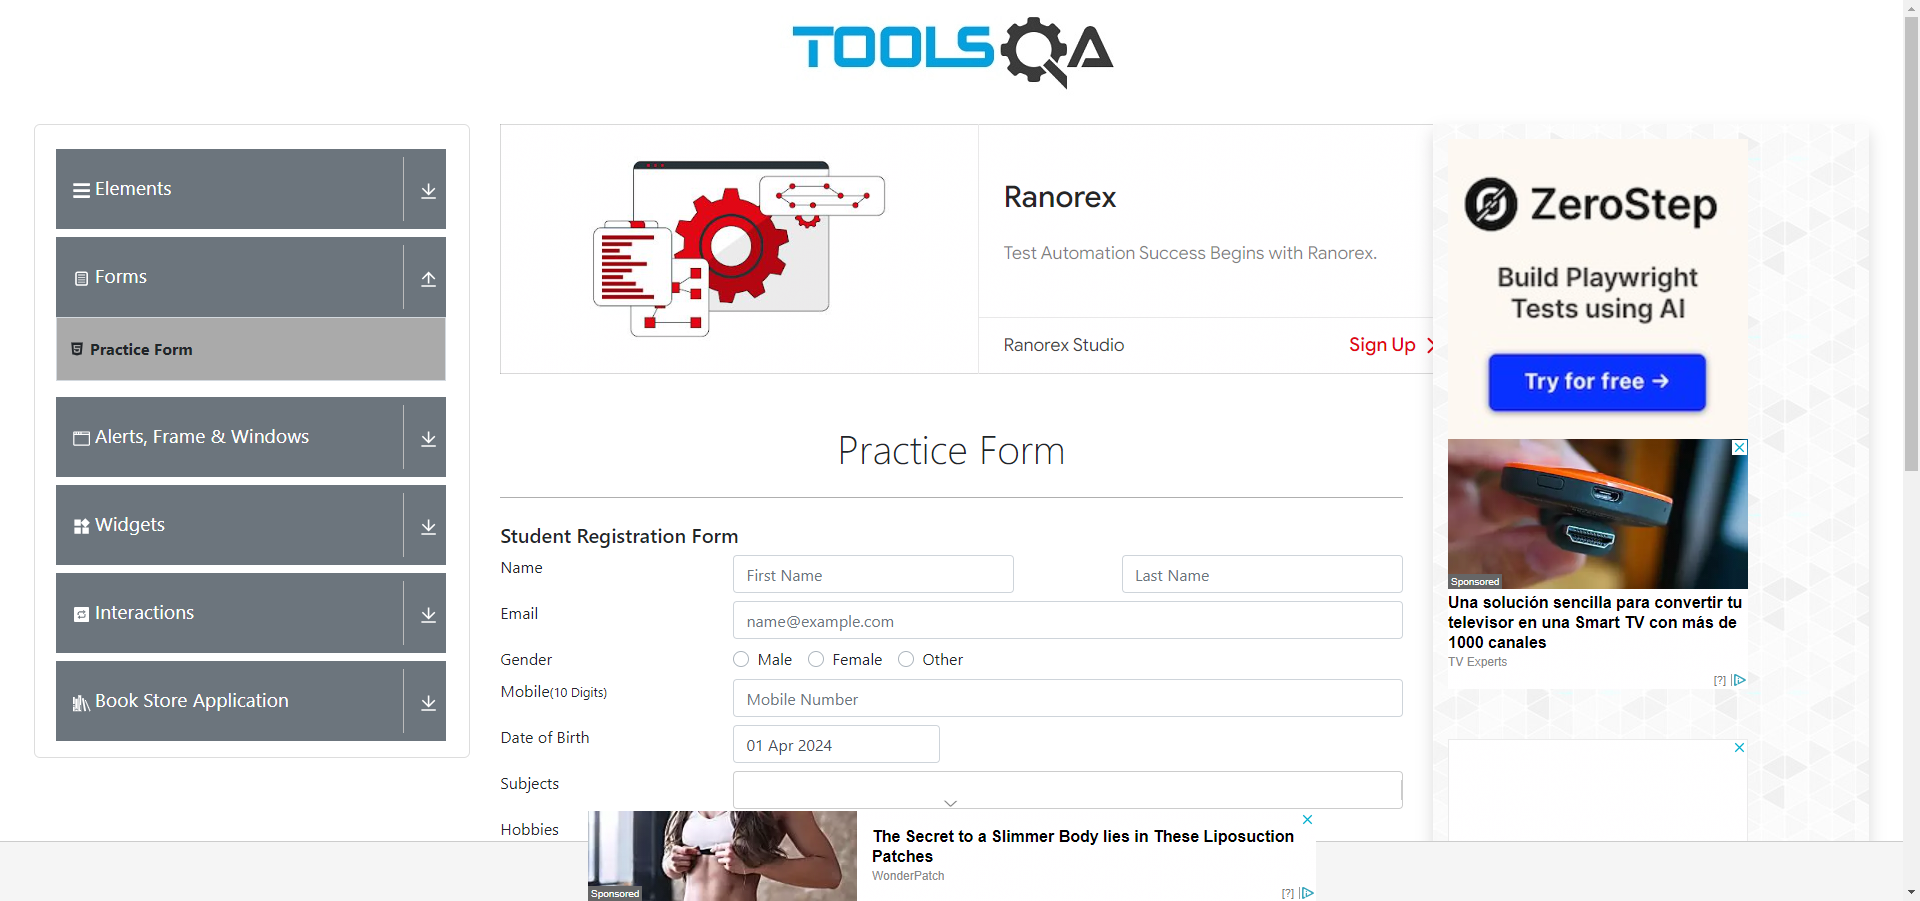 TOOLSQA
Elements
Forms
Practice Form
Alerts, Frame & Windows
Widgets
Interactions
Book Store Application
Ranorex
Test Automation Success Begins with Ranorex.
Ranorex Studio
Sign Up
Practice Form
Student Registration Form
Name
First Name
Last Name
Email
name@example.com
Gender
Male
Female
Other
Mobile(10 Digits)
Mobile Number
Date of Birth
01 Apr 2024
Subjects
Hobbies
ZeroStep
Build Playwright
Tests using AI
Try for free →
Sponsored
Una solución sencilla para convertir tu
televisor en una Smart TV con más de
1000 canales
TV Experts
[?]
The Secret to a Slimmer Body lies in These Liposuction
Patches
WonderPatch
Sponsored
[?]